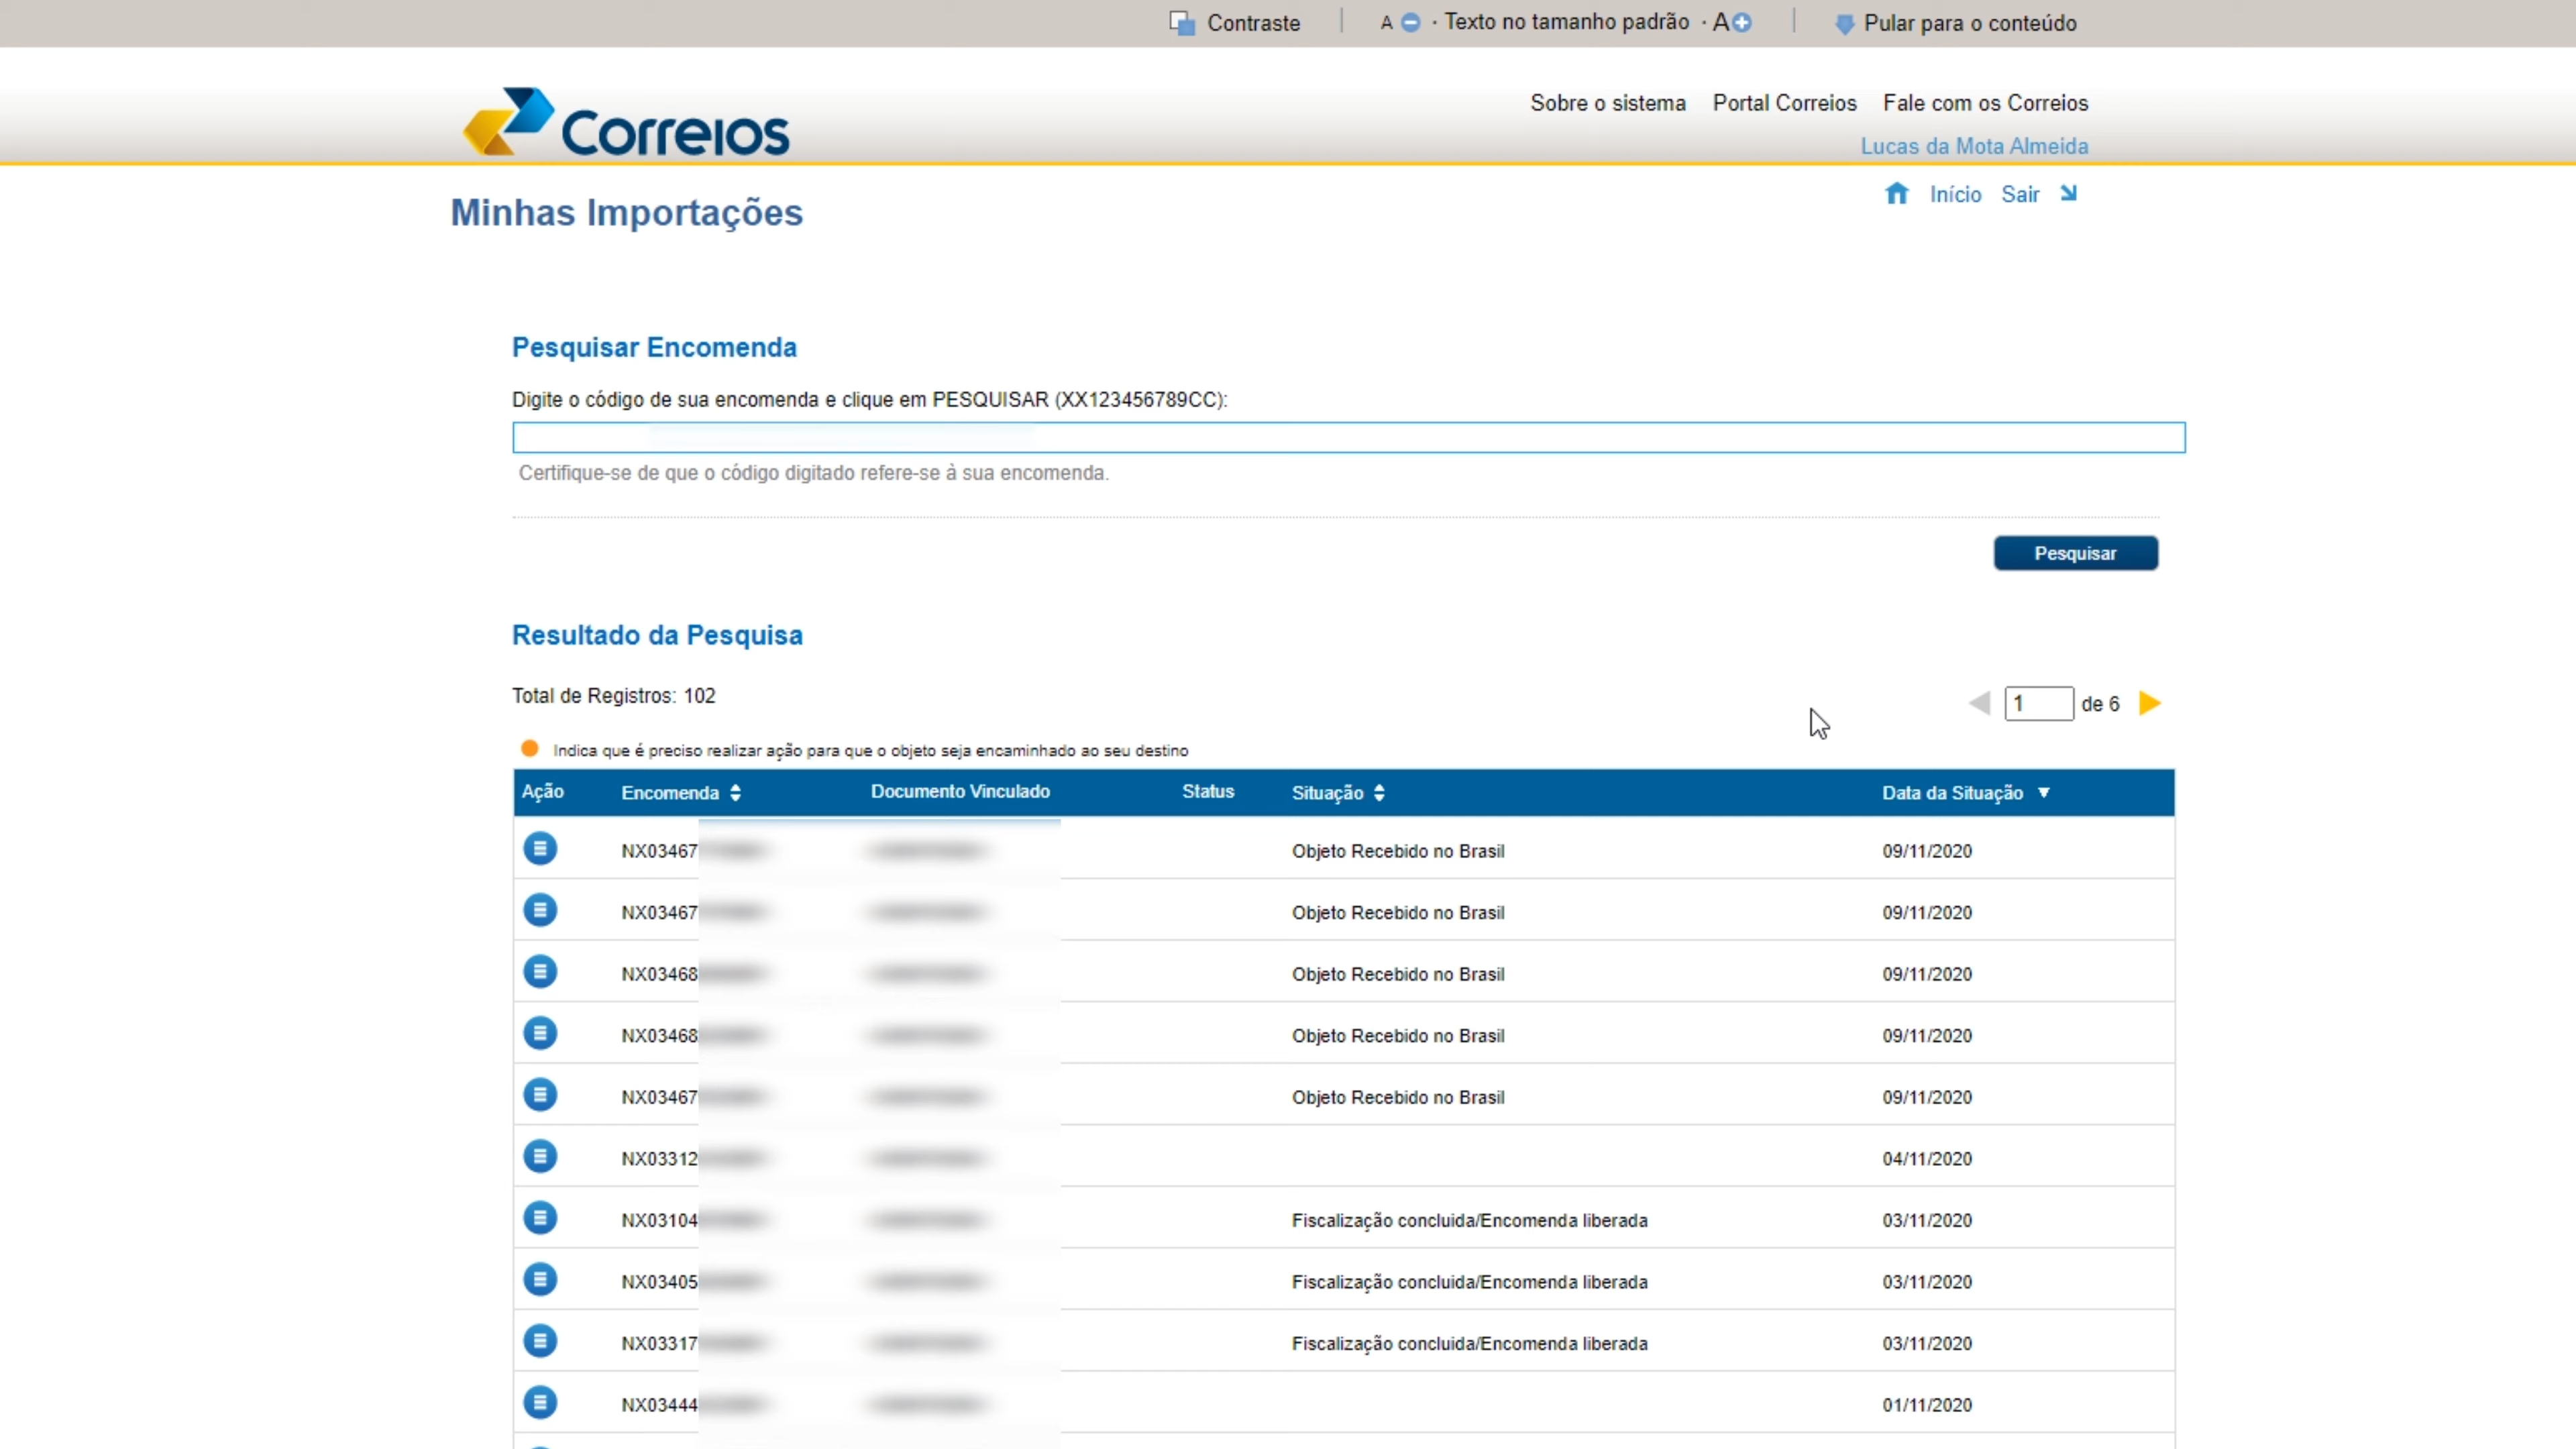 Contraste A · Texto no tamanho padrão · A Pular para o conteúdo
Correios
Sobre o sistema Portal Correios Fale com os Correios
Lucas da Mota Almeida
Início Sair
Minhas Importações
Pesquisar Encomenda
Digite o código de sua encomenda e clique em PESQUISAR (XX123456789CC):
Certifique-se de que o código digitado refere-se à sua encomenda.
Pesquisar
Resultado da Pesquisa
Total de Registros: 102
1 de 6
Indica que é preciso realizar ação para que o objeto seja encaminhado ao seu destino
Ação Encomenda Documento Vinculado Status Situação Data da Situação
NX03467 Objeto Recebido no Brasil 09/11/2020
NX03467 Objeto Recebido no Brasil 09/11/2020
NX03468 Objeto Recebido no Brasil 09/11/2020
NX03468 Objeto Recebido no Brasil 09/11/2020
NX03467 Objeto Recebido no Brasil 09/11/2020
NX03312 04/11/2020
NX03104 Fiscalização concluida/Encomenda liberada 03/11/2020
NX03405 Fiscalização concluida/Encomenda liberada 03/11/2020
NX03317 Fiscalização concluida/Encomenda liberada 03/11/2020
NX03444 01/11/2020